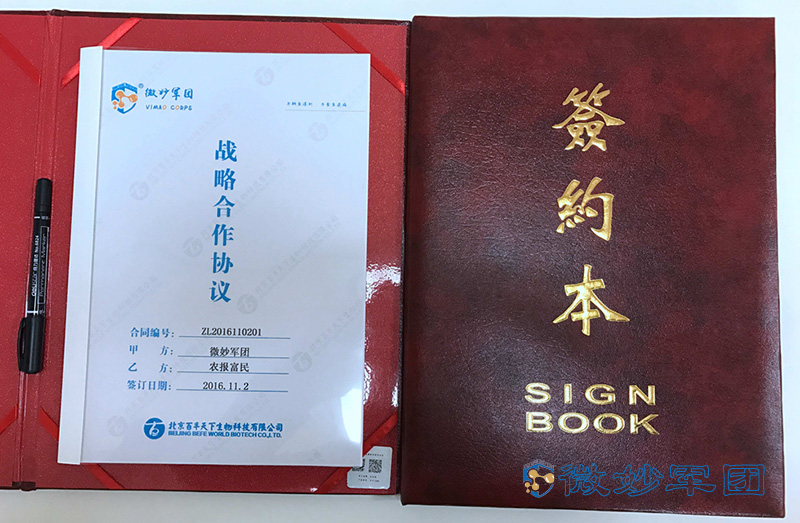 微妙军团
VIMAO CORPS
战略合作协议
合同编号: ZL2016110201
甲 方: 微妙军团
乙 方: 农报富民
签订日期: 2016.11.2
北京百丰天下生物科技有限公司
BEIJING BEFE WORLD BIOTECH CO.,LTD.
簽約本
SIGN
BOOK
微妙军团